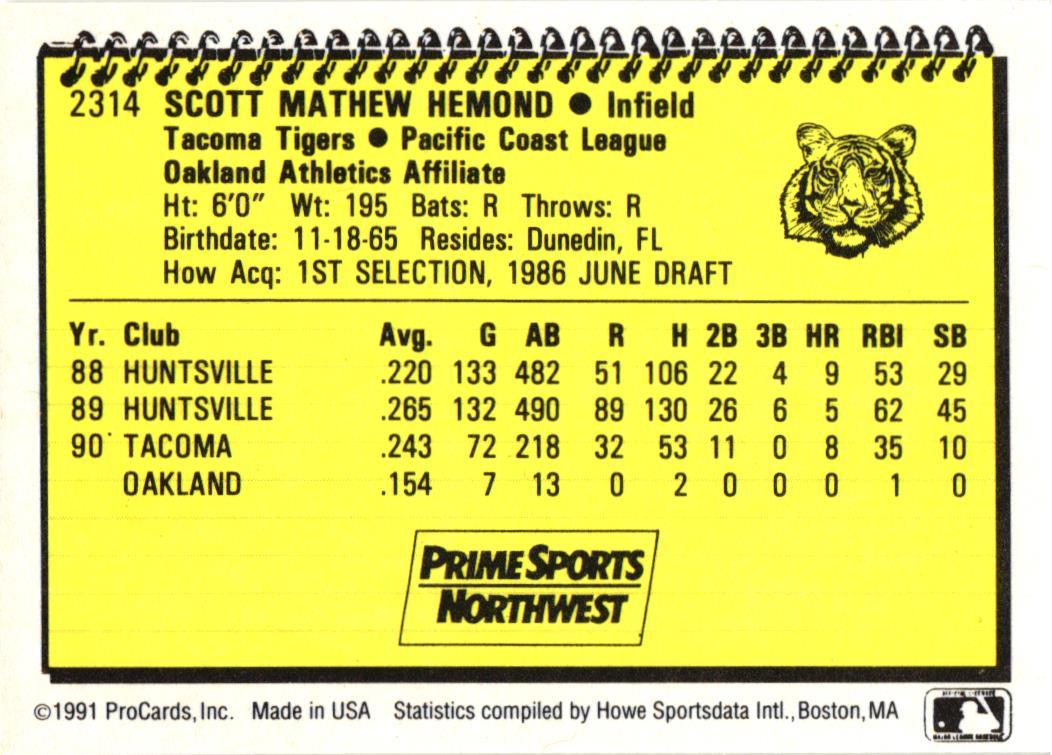 2314 SCOTT MATHEW HEMOND ● Infield
Tacoma Tigers ● Pacific Coast League
Oakland Athletics Affiliate
Ht: 6'0" Wt: 195 Bats: R Throws: R
Birthdate: 11-18-65 Resides: Dunedin, FL
How Acq: 1ST SELECTION, 1986 JUNE DRAFT
Yr. Club Avg. G AB R H 2B 3B HR RBI SB
88 HUNTSVILLE .220 133 482 51 106 22 4 9 53 29
89 HUNTSVILLE .265 132 490 89 130 26 6 5 62 45
90 TACOMA .243 72 218 32 53 11 0 8 35 10
OAKLAND .154 7 13 0 2 0 0 0 1 0
PRIME SPORTS
NORTHWEST
©1991 ProCards, Inc. Made in USA Statistics compiled by Howe Sportsdata Intl., Boston, MA